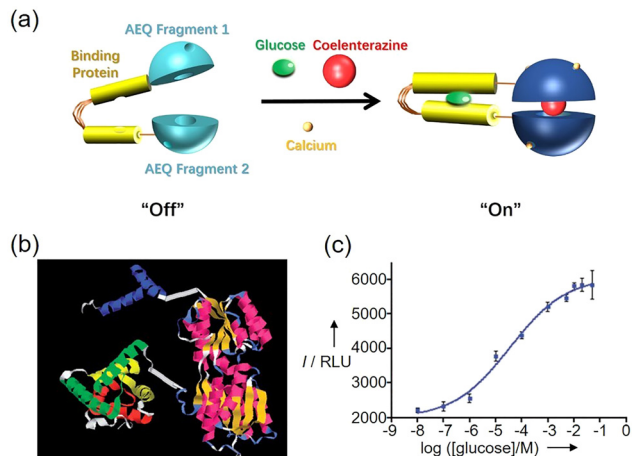 (a)
AEQ Fragment 1
Binding
Protein
AEQ Fragment 2
Glucose Coelenterazine
Calcium
“Off”
“On”
(b)
(c)
6000
5000
4000
3000
2000
I // RLU
-9 -8 -7 -6 -5 -4 -3 -2 -1 0
log ([glucose]/M)